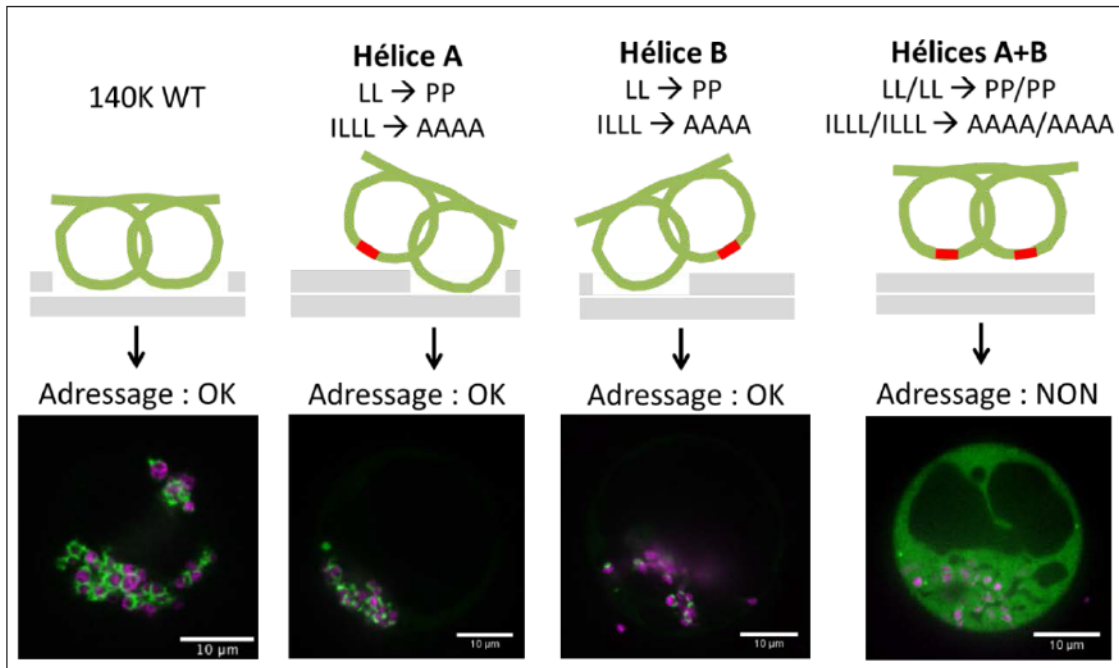 140K WT
Hélice A
LL → PP
ILLL → AAAA
Hélice B
LL → PP
ILLL → AAAA
Hélices A+B
LL/LL → PP/PP
ILLL/ILLL → AAAA/AAAA
Adressage : OK
Adressage : OK
Adressage : OK
Adressage : NON
10 µm
10 µm
10 µm
10 µm